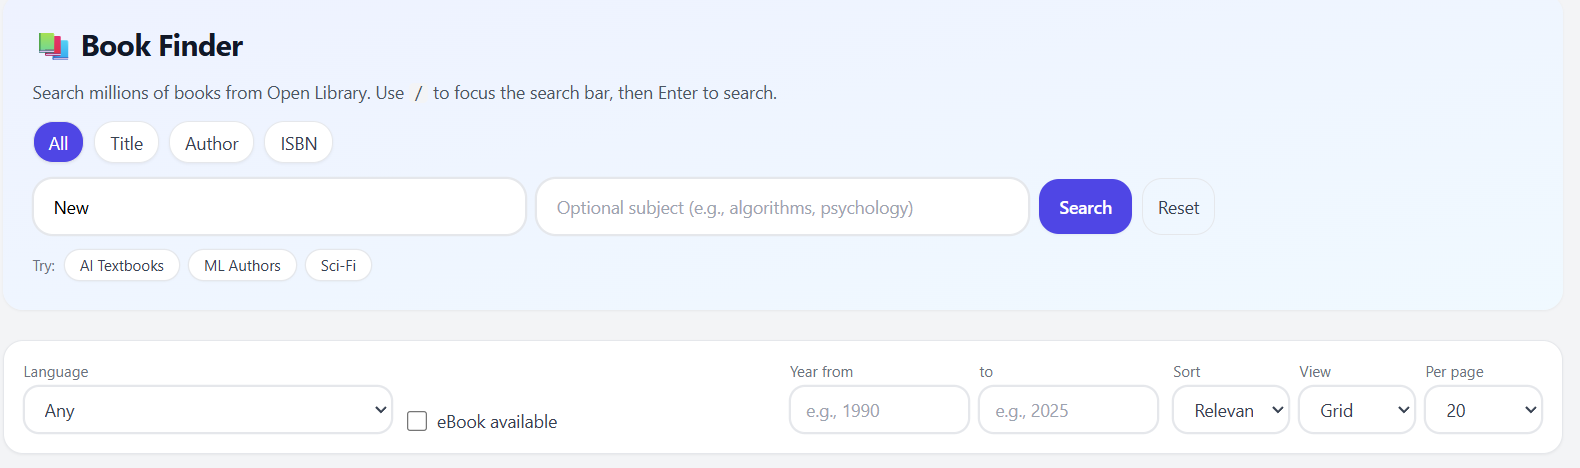 Book Finder
Search millions of books from Open Library. Use / to focus the search bar, then Enter to search.
All Title Author ISBN
New Optional subject (e.g., algorithms, psychology) Search Reset
Try: AI Textbooks ML Authors Sci-Fi
Language Year from to Sort View Per page
Any eBook available e.g., 1990 e.g., 2025 Relevan Grid 20